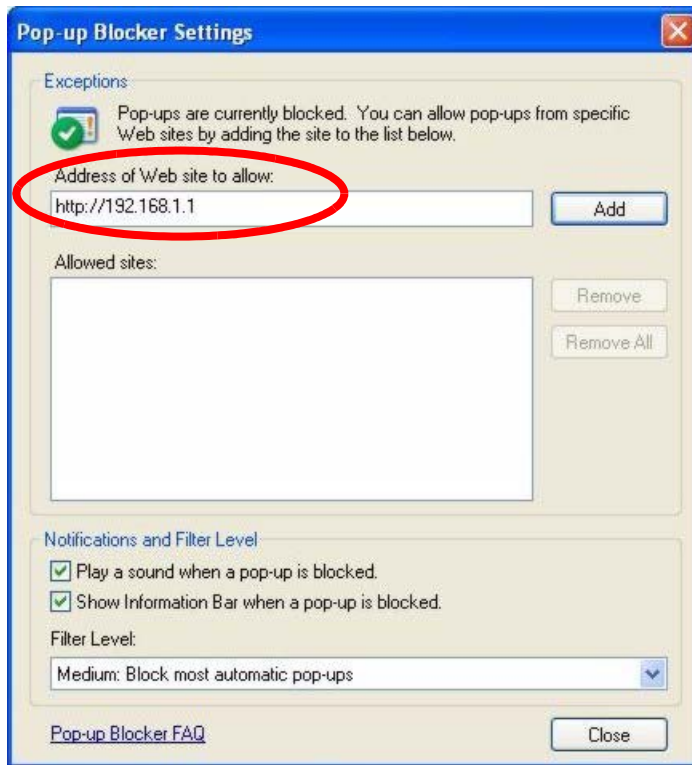 Pop-up Blocker Settings
Exceptions
Pop-ups are currently blocked. You can allow pop-ups from specific
Web sites by adding the site to the list below.
Address of Web site to allow:
http://192.168.1.1
Add
Allowed sites:
Remove
Remove All
Notifications and Filter Level
Play a sound when a pop-up is blocked.
Show Information Bar when a pop-up is blocked.
Filter Level:
Medium: Block most automatic pop-ups
Pop-up Blocker FAQ
Close